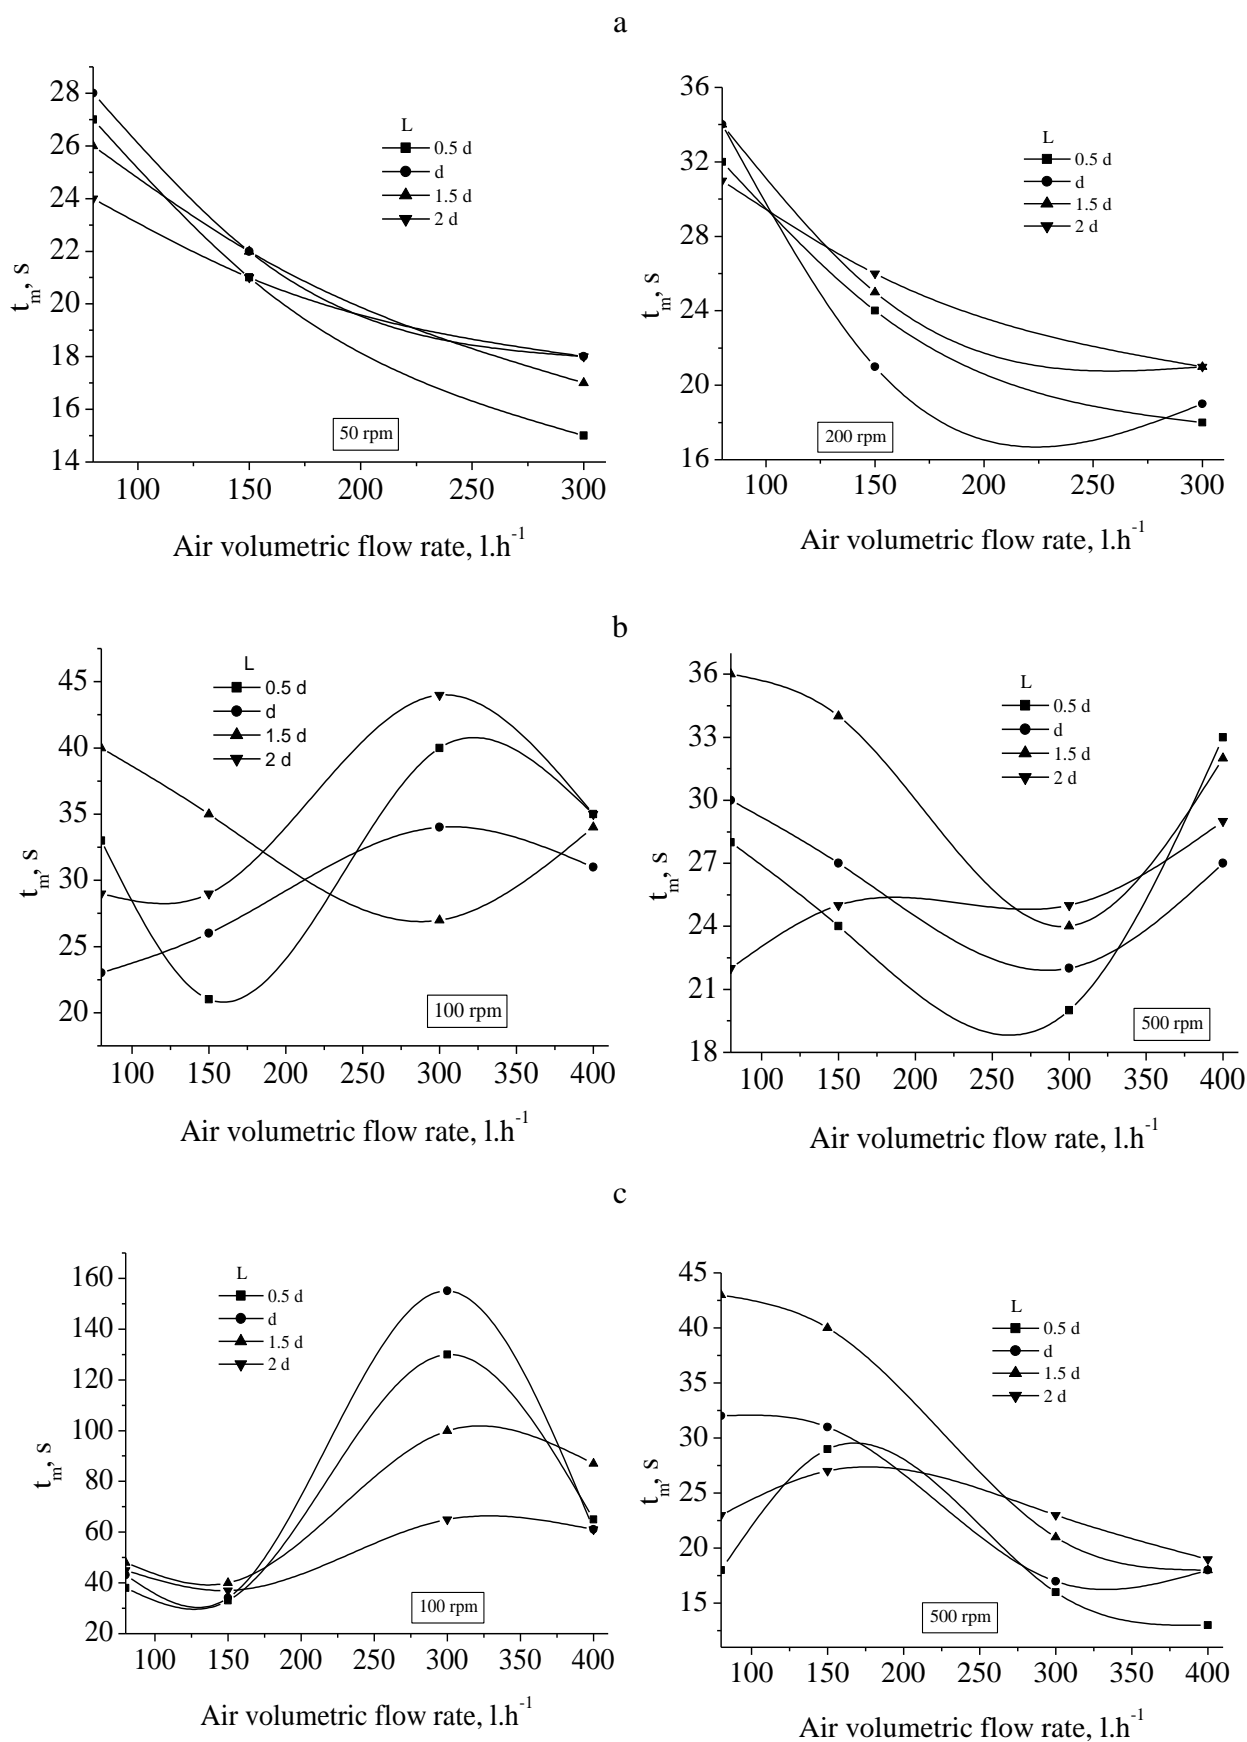 a
28
26
24
22
20
18
16
14
t_m, s
L
0.5 d
d
1.5 d
2 d
50 rpm
100 150 200 250 300
Air volumetric flow rate, l.h^-1
36
32
28
24
20
16
t_m, s
L
0.5 d
d
1.5 d
2 d
200 rpm
100 150 200 250 300
Air volumetric flow rate, l.h^-1
b
45
40
35
30
25
20
t_m, s
L
0.5 d
d
1.5 d
2 d
100 rpm
100 150 200 250 300 350 400
Air volumetric flow rate, l.h^-1
36
33
30
27
24
21
18
t_m, s
L
0.5 d
d
1.5 d
2 d
500 rpm
100 150 200 250 300 350 400
Air volumetric flow rate, l.h^-1
c
160
140
120
100
80
60
40
20
t_m, s
L
0.5 d
d
1.5 d
2 d
100 rpm
100 150 200 250 300 350 400
Air volumetric flow rate, l.h^-1
45
40
35
30
25
20
15
t_m, s
L
0.5 d
d
1.5 d
2 d
500 rpm
100 150 200 250 300 350 400
Air volumetric flow rate, l.h^-1